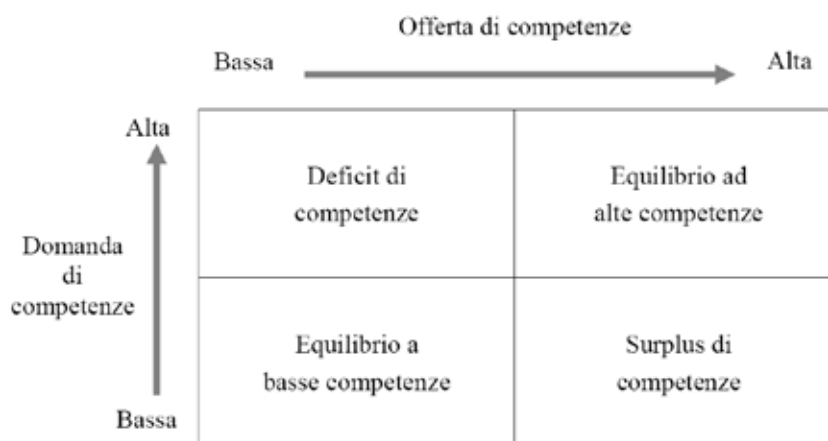 Offerta di competenze
Bassa
Alta
Alta
Deficit di
competenze
Equilibrio ad
alte competenze
Domanda
di
competenze
Equilibrio a
basse competenze
Surplus di
competenze
Bassa